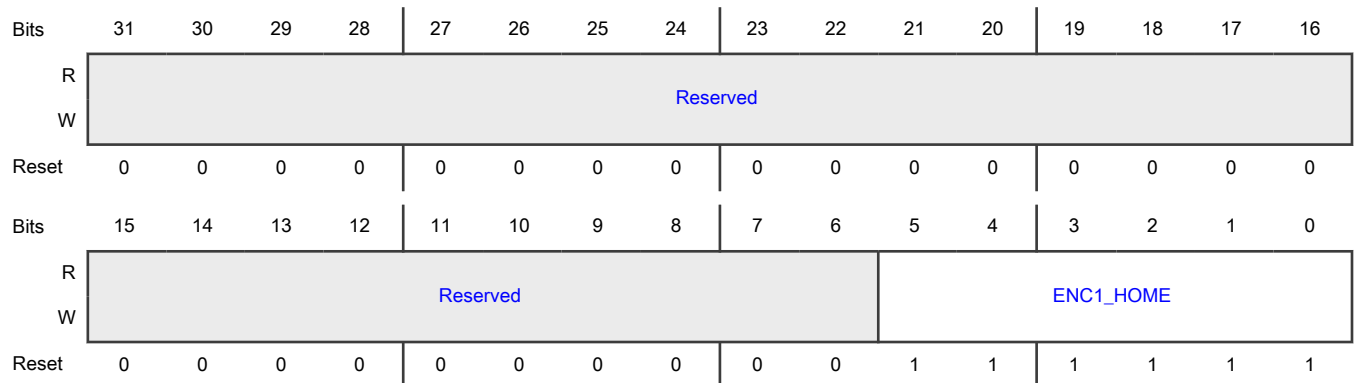 Bits 31 30 29 28 27 26 25 24 23 22 21 20 19 18 17 16
R
Reserved
W
Reset 0 0 0 0 0 0 0 0 0 0 0 0 0 0 0 0
Bits 15 14 13 12 11 10 9 8 7 6 5 4 3 2 1 0
R
Reserved ENC1_HOME
W
Reset 0 0 0 0 0 0 0 0 0 0 1 1 1 1 1 1